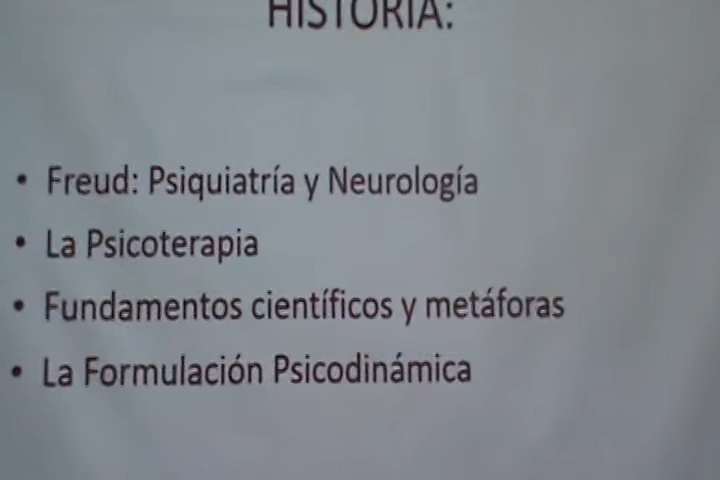 HISTORIA:
• Freud: Psiquiatría y Neurología
• La Psicoterapia
• Fundamentos científicos y metáforas
• La Formulación Psicodinámica